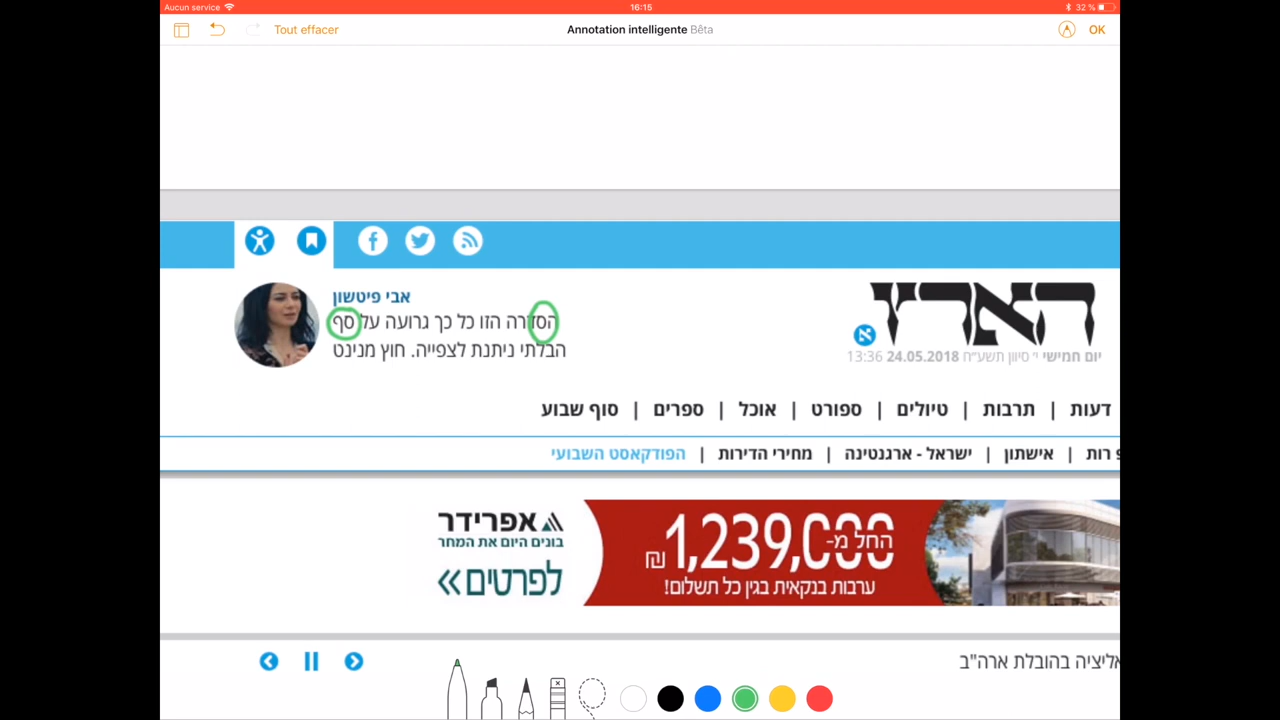 Aucun service
16:15
32 %
Tout effacer
Annotation intelligente Bêta
OK
אבי פיטשון
הסדרה הזו כל כך גרועה על סף
הבלתי ניתנת לצפייה. חוץ מנינט
הארץ
א
יום חמישי י' סיוון תשע״ח 24.05.2018 13:36
דעות | תרבות | טיולים | ספורט | אוכל | ספרים | סוף שבוע
רות | אישתון | ישראל - ארגנטינה | מחירי הדירות | הפודקאסט השבועי
החל מ-
1,239,000 ₪
ערבות בנקאית בגין כל תשלום!
אפרידר
בונים היום את המחר
לפרטים»
אליציה בהובלת ארה"ב